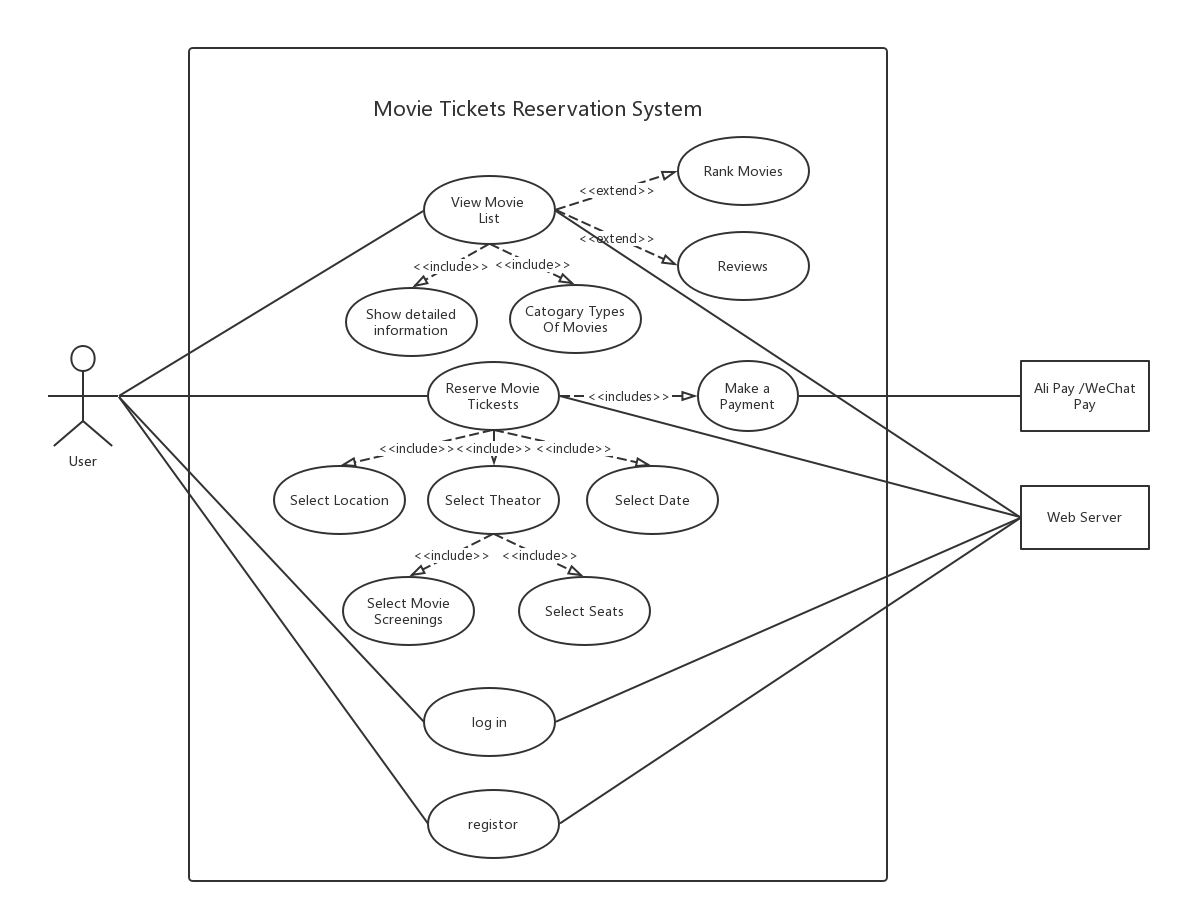 Movie Tickets Reservation System
Rank Movies
<<extend>>
View Movie
List
<<extend>>
Reviews
<<include>>
<<include>>
Show detailed
information
Catogary Types
Of Movies
User
Reserve Movie
Tickests
<<includes>>
Make a
Payment
Ali Pay /WeChat
Pay
<<include>>
<<include>>
<<include>>
Select Location
Select Theator
Select Date
Web Server
<<include>>
<<include>>
Select Movie
Screenings
Select Seats
log in
registor